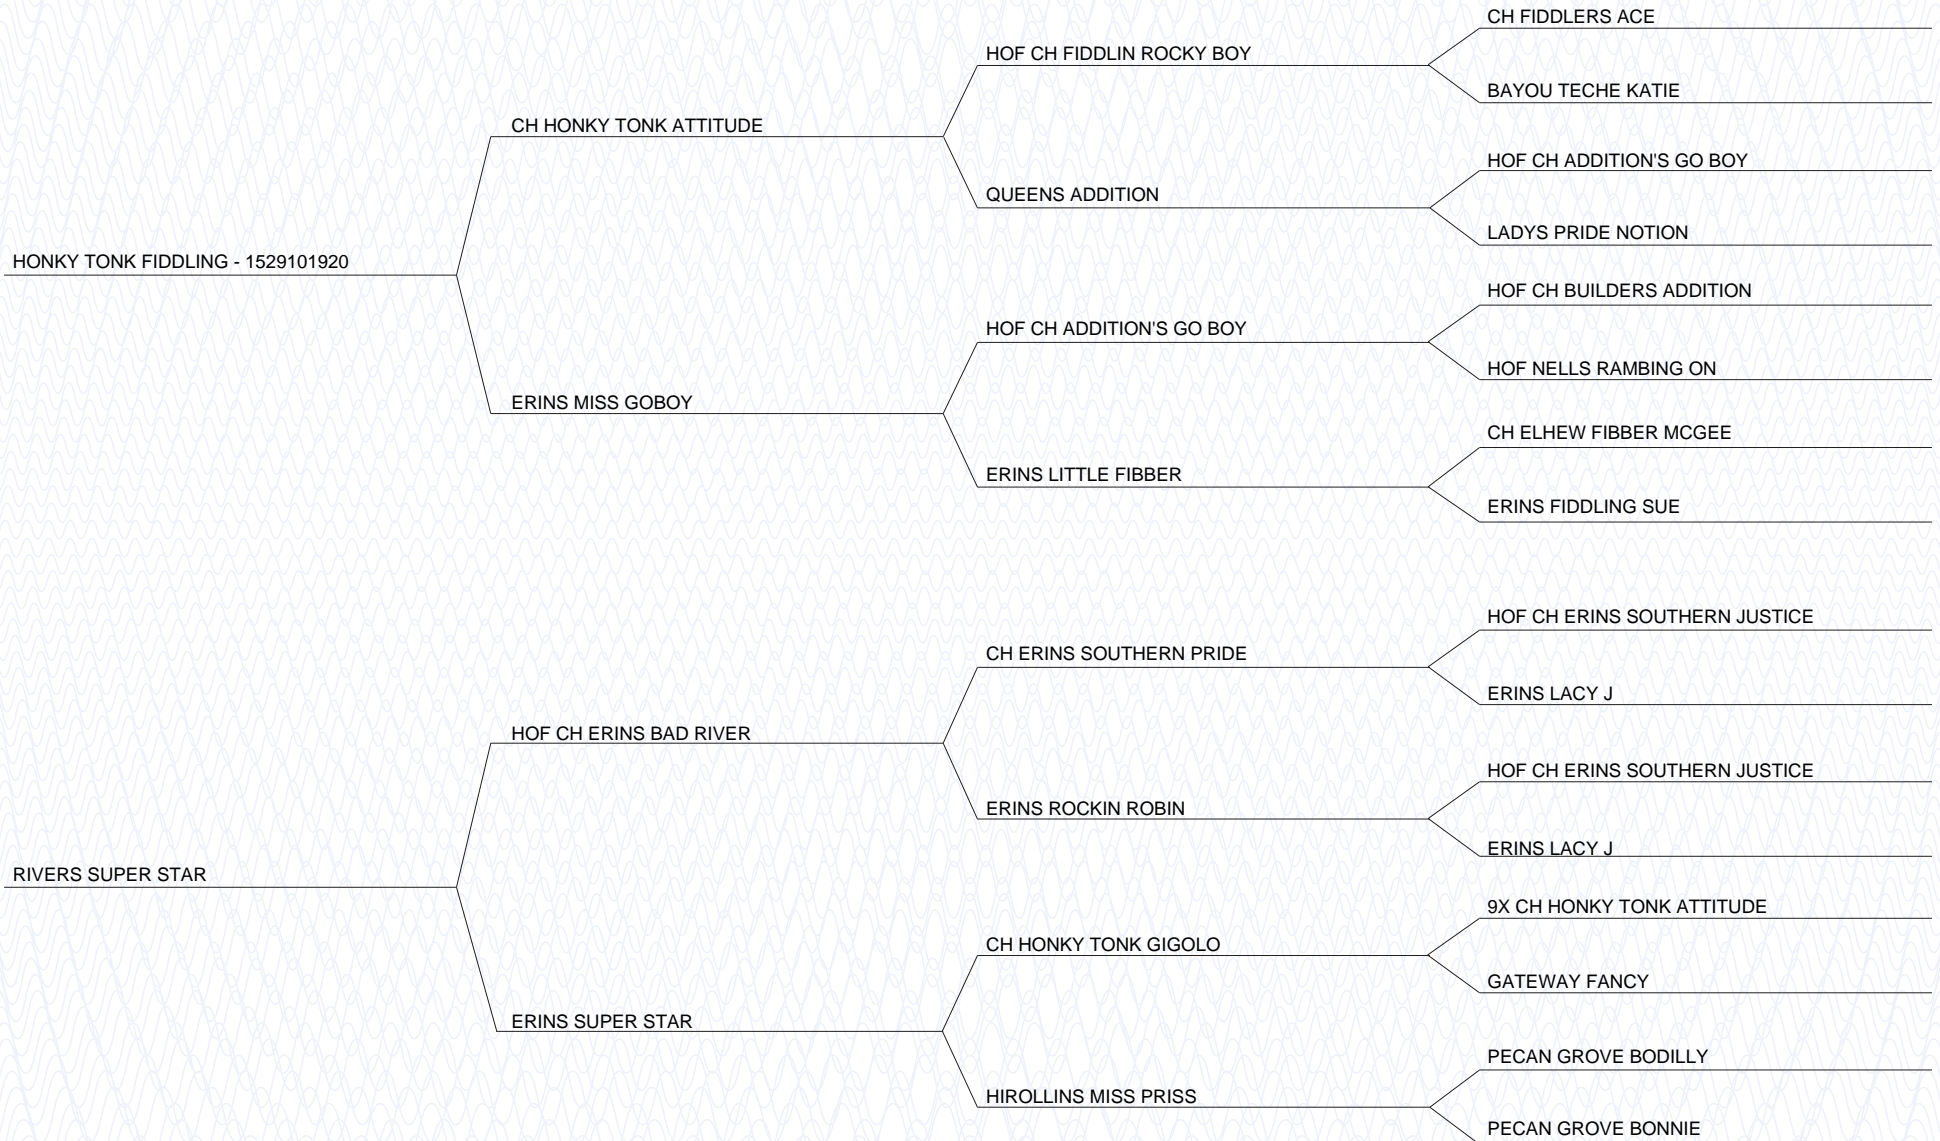 CH FIDDLERS ACE
HOF CH FIDDLIN ROCKY BOY
BAYOU TECHE KATIE
CH HONKY TONK ATTITUDE
HOF CH ADDITION'S GO BOY
QUEENS ADDITION
LADYS PRIDE NOTION
HONKY TONK FIDDLING - 1529101920
HOF CH BUILDERS ADDITION
HOF CH ADDITION'S GO BOY
HOF NELLS RAMBING ON
ERINS MISS GOBOY
CH ELHEW FIBBER MCGEE
ERINS LITTLE FIBBER
ERINS FIDDLING SUE
HOF CH ERINS SOUTHERN JUSTICE
CH ERINS SOUTHERN PRIDE
ERINS LACY J
HOF CH ERINS BAD RIVER
HOF CH ERINS SOUTHERN JUSTICE
ERINS ROCKIN ROBIN
ERINS LACY J
RIVERS SUPER STAR
9X CH HONKY TONK ATTITUDE
CH HONKY TONK GIGOLO
GATEWAY FANCY
ERINS SUPER STAR
PECAN GROVE BODILLY
HIROLLINS MISS PRISS
PECAN GROVE BONNIE